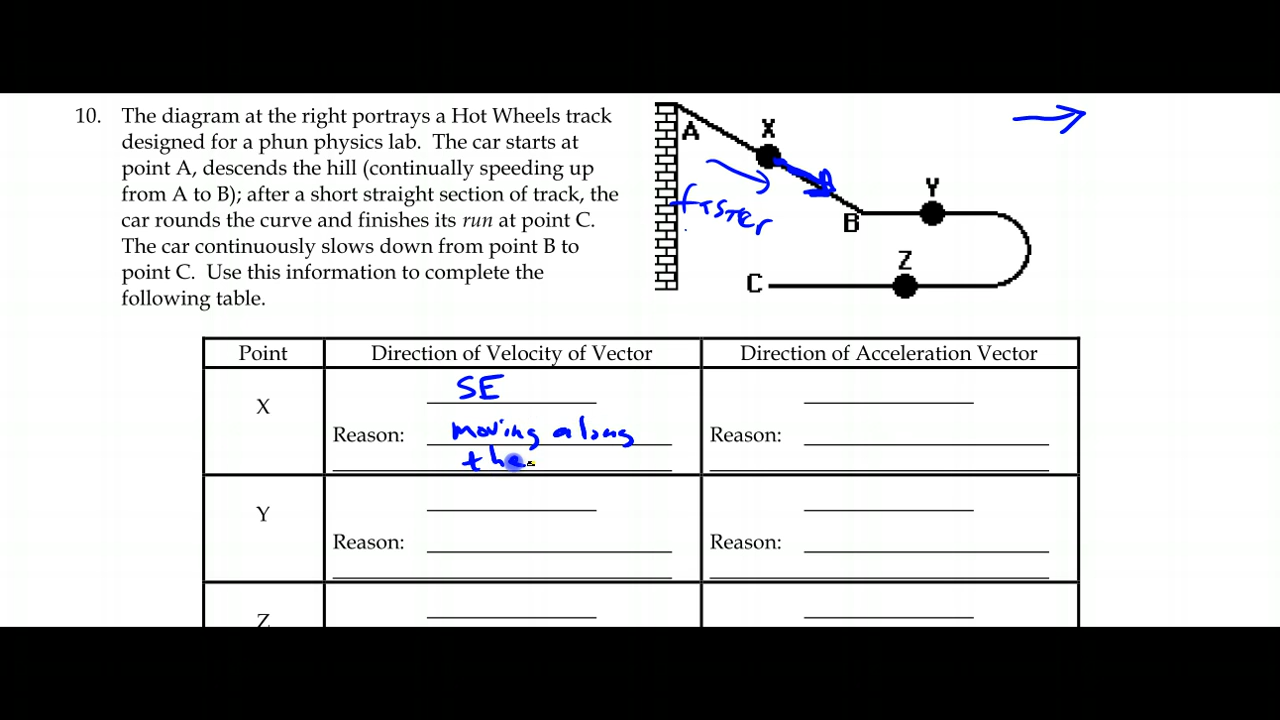 10. The diagram at the right portrays a Hot Wheels track
designed for a phun physics lab. The car starts at
point A, descends the hill (continually speeding up
from A to B); after a short straight section of track, the
car rounds the curve and finishes its run at point C.
The car continuously slows down from point B to
point C. Use this information to complete the
following table.
A
X
faster
B
Y
Z
C
Point Direction of Velocity of Vector Direction of Acceleration Vector
X
SE
Reason: moving along
the
Reason:
Y
Reason:
Reason:
Z